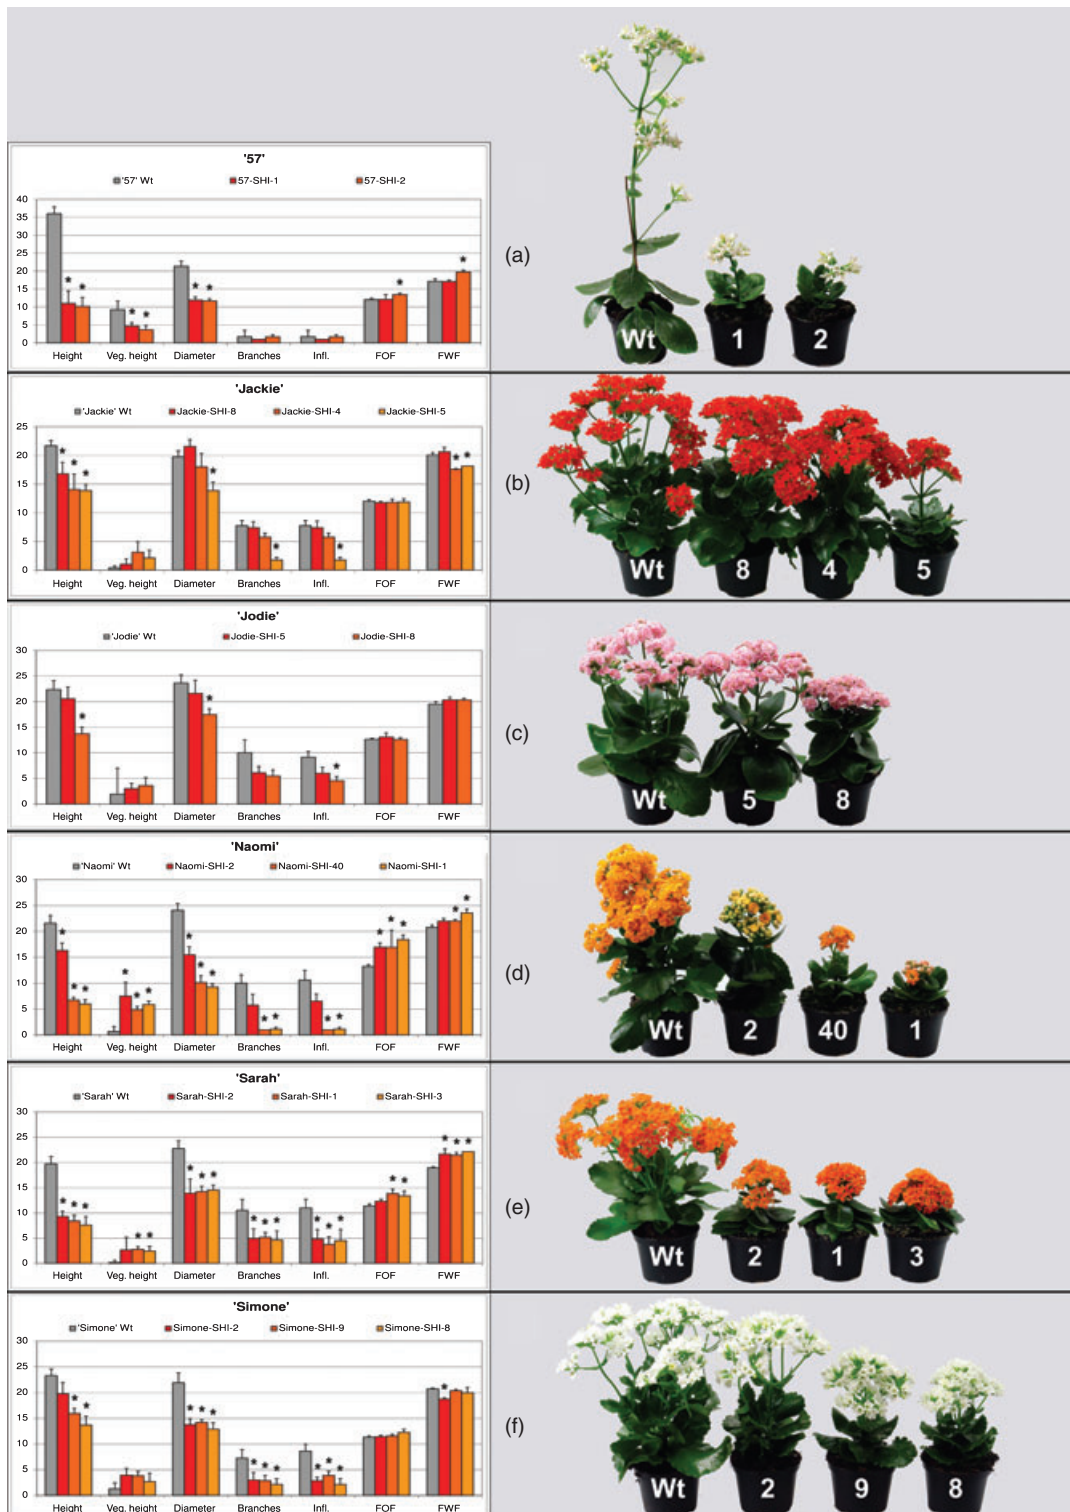 '57'
'57' Wt 57-SHI-1 57-SHI-2
40
35
30
25
20
15
10
5
0
Height Veg. height Diameter Branches Infl. FOF FWF
* * * * * * * *
(a)
Wt 1 2
'Jackie'
'Jackie' Wt Jackie-SHI-8 Jackie-SHI-4 Jackie-SHI-5
25
20
15
10
5
0
Height Veg. height Diameter Branches Infl. FOF FWF
* * * * * * * *
(b)
Wt 8 4 5
'Jodie'
'Jodie' Wt Jodie-SHI-5 Jodie-SHI-8
30
25
20
15
10
5
0
Height Veg. height Diameter Branches Infl. FOF FWF
* * *
(c)
Wt 5 8
'Naomi'
'Naomi' Wt Naomi-SHI-2 Naomi-SHI-40 Naomi-SHI-1
30
25
20
15
10
5
0
Height Veg. height Diameter Branches Infl. FOF FWF
* * * * * * * * * * * * * * * * * *
(d)
Wt 2 40 1
'Sarah'
'Sarah' Wt Sarah-SHI-2 Sarah-SHI-1 Sarah-SHI-3
30
25
20
15
10
5
0
Height Veg. height Diameter Branches Infl. FOF FWF
* * * * * * * * * * * * * * * * * * *
(e)
Wt 2 1 3
'Simone'
'Simone' Wt Simone-SHI-2 Simone-SHI-9 Simone-SHI-8
30
25
20
15
10
5
0
Height Veg. height Diameter Branches Infl. FOF FWF
* * * * * * * * * * * *
(f)
Wt 2 9 8